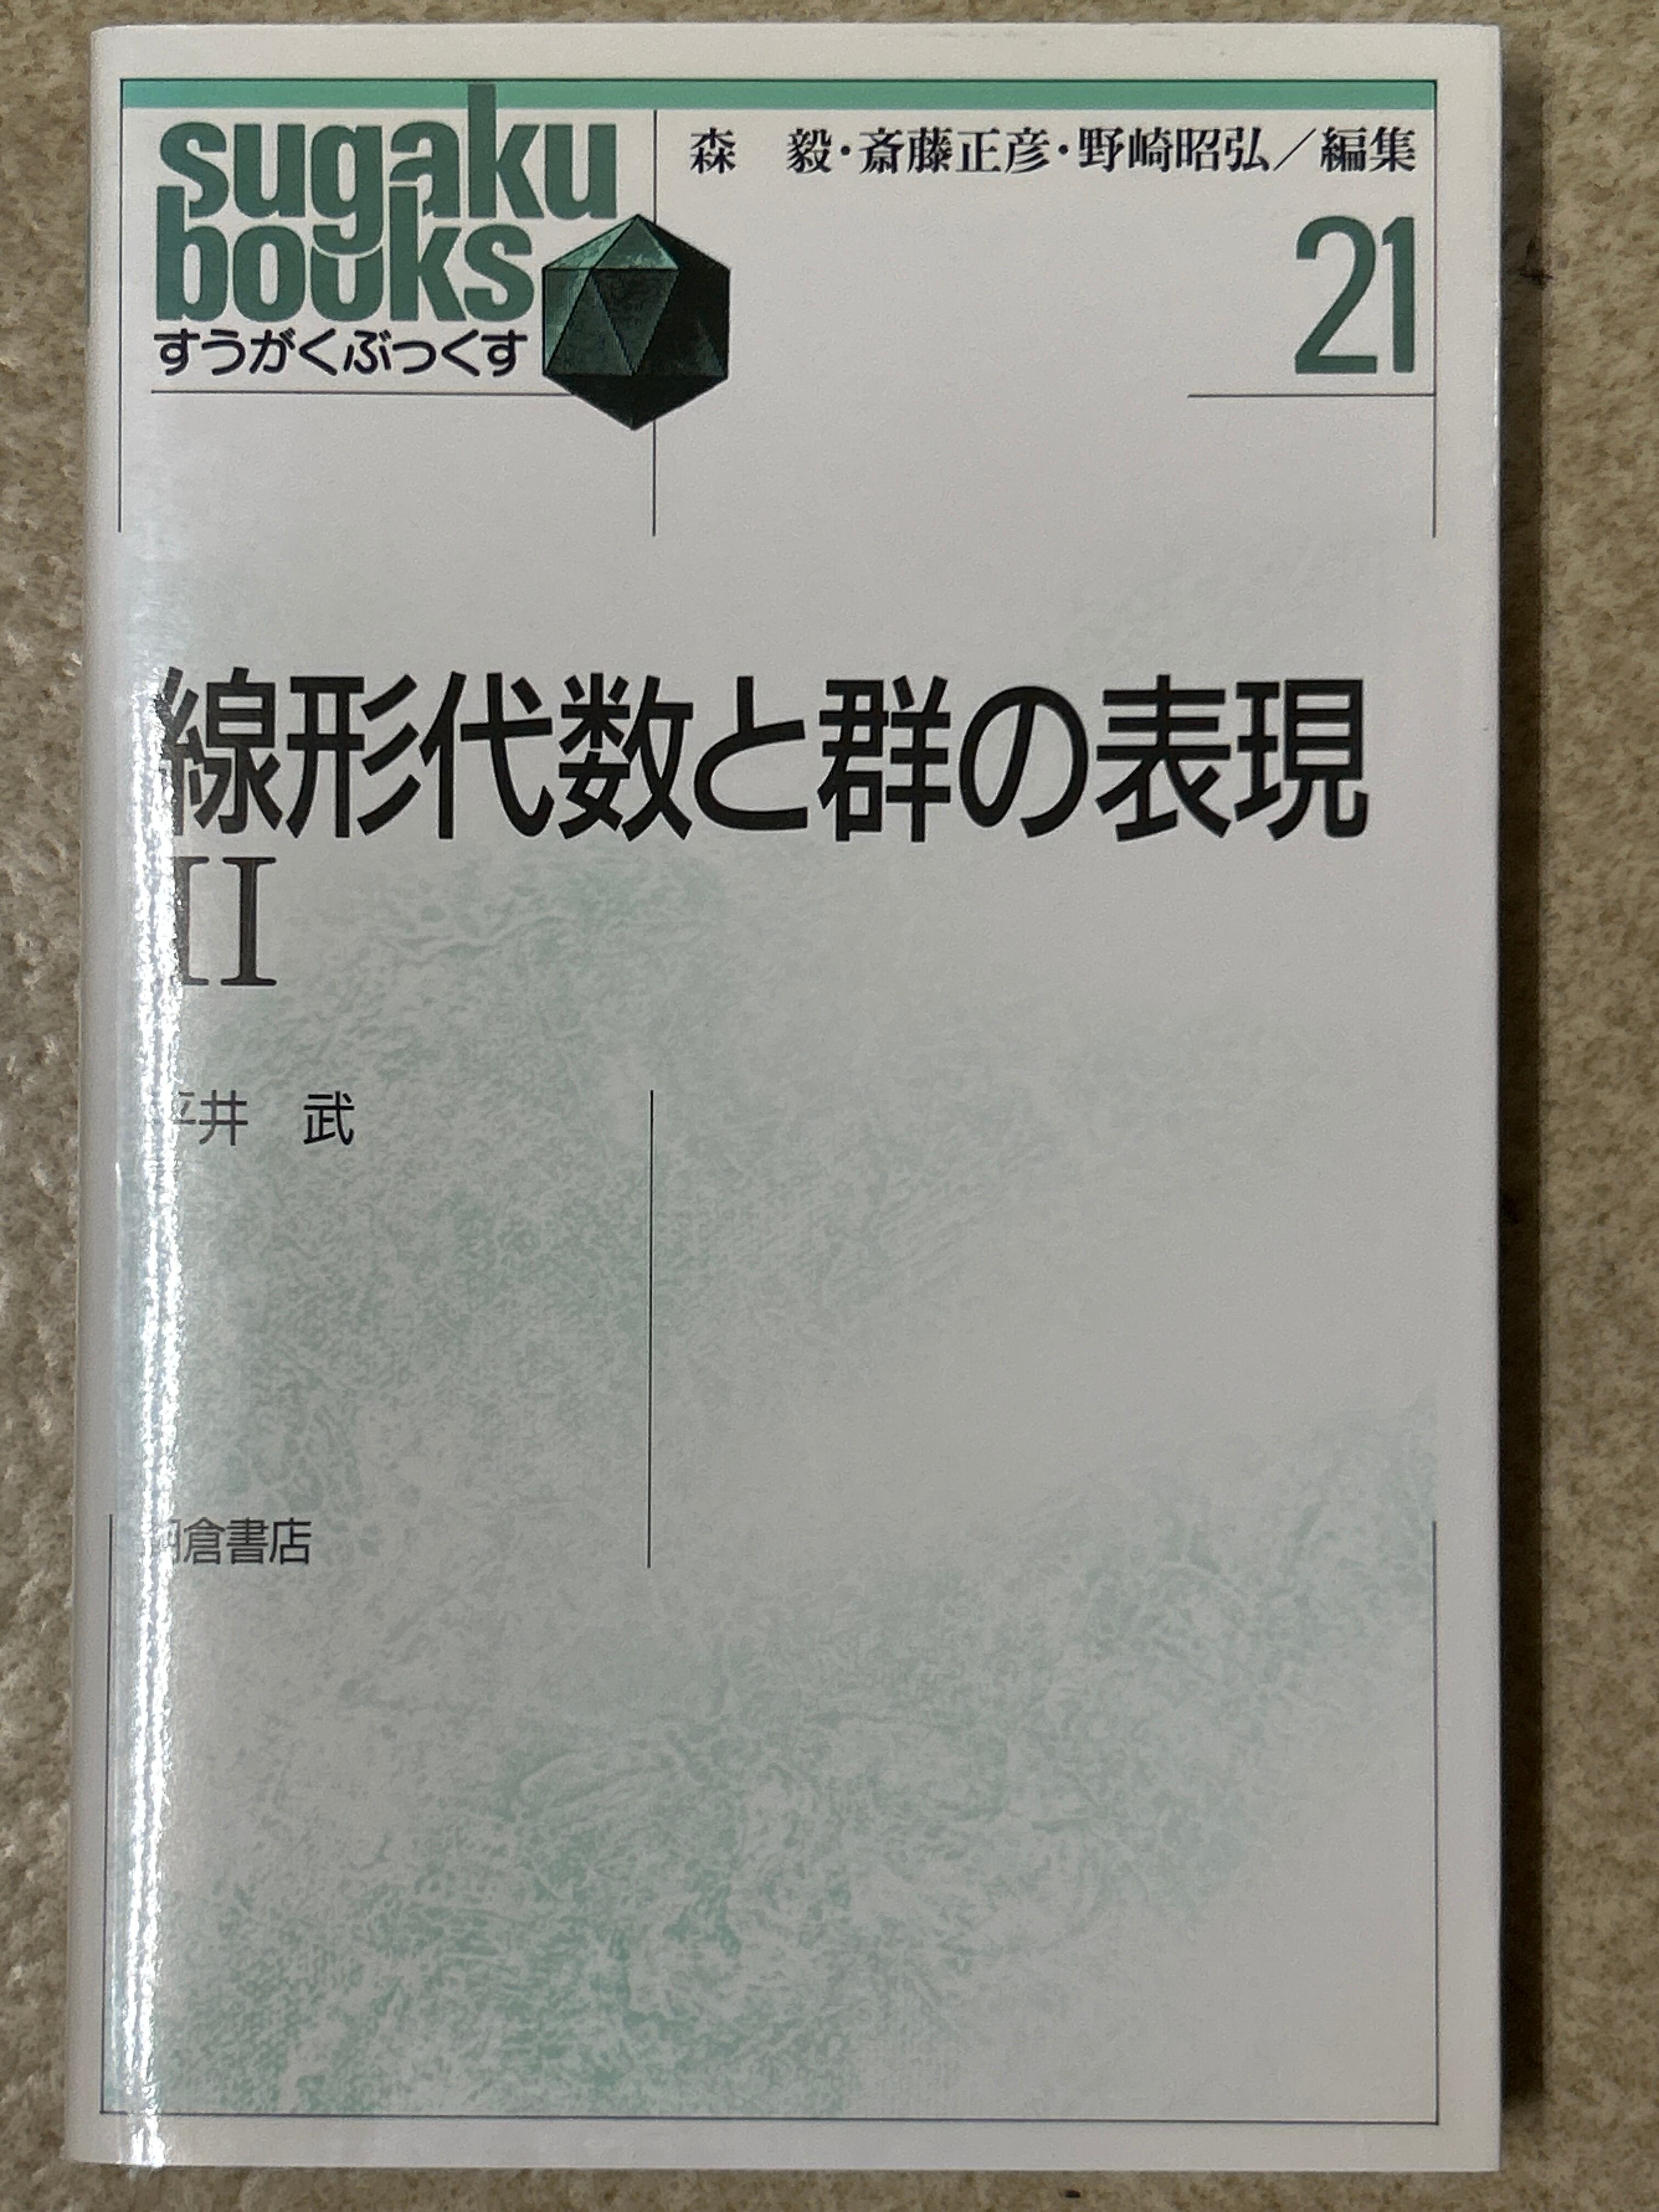 sugaku
books
すうがくぶっくす
森　毅・斎藤正彦・野崎昭弘／編集
21
線形代数と群の表現
II
平井　武
朝倉書店